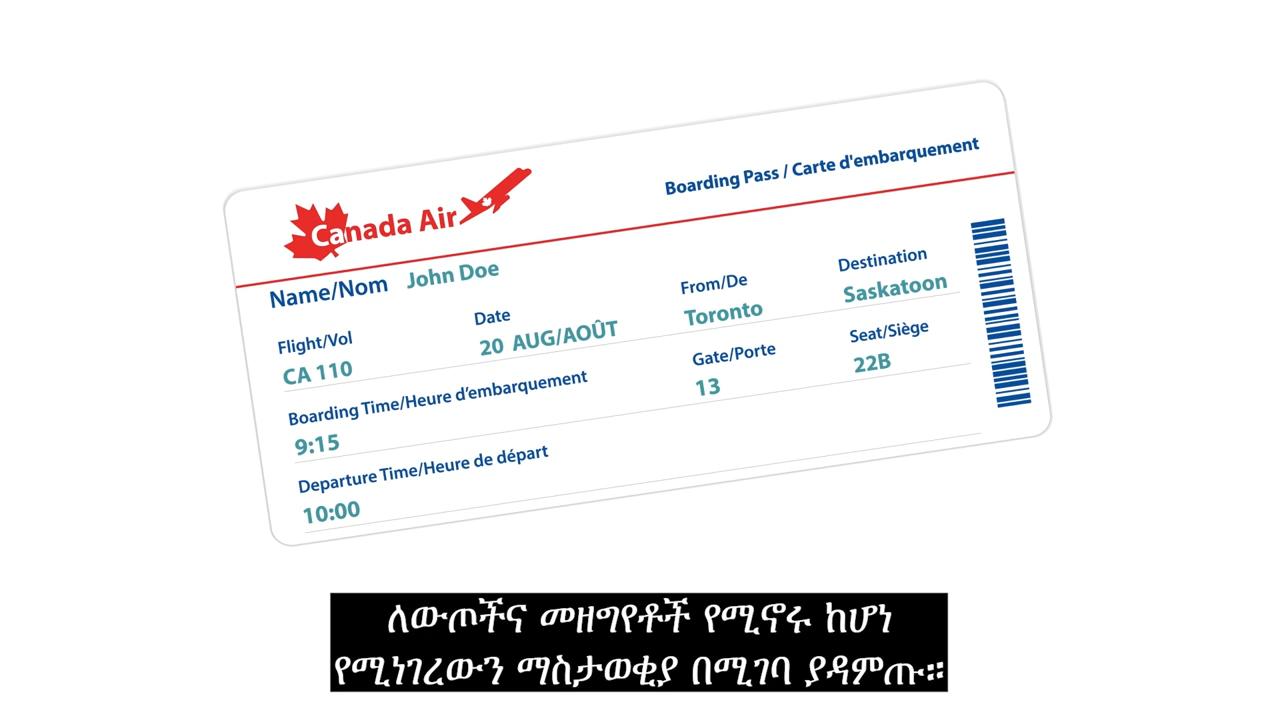 Canada Air
Boarding Pass / Carte d'embarquement
Name/Nom John Doe
Flight/Vol
CA 110
Date
20 AUG/AOÛT
From/De
Toronto
Destination
Saskatoon
Boarding Time/Heure d’embarquement
9:15
Gate/Porte
13
Seat/Siège
22B
Departure Time/Heure de départ
10:00
ለውጦችና መዘግየቶች የሚኖሩ ከሆነ
የሚነገረውን ማስታወቂያ በሚገባ ያዳምጡ።